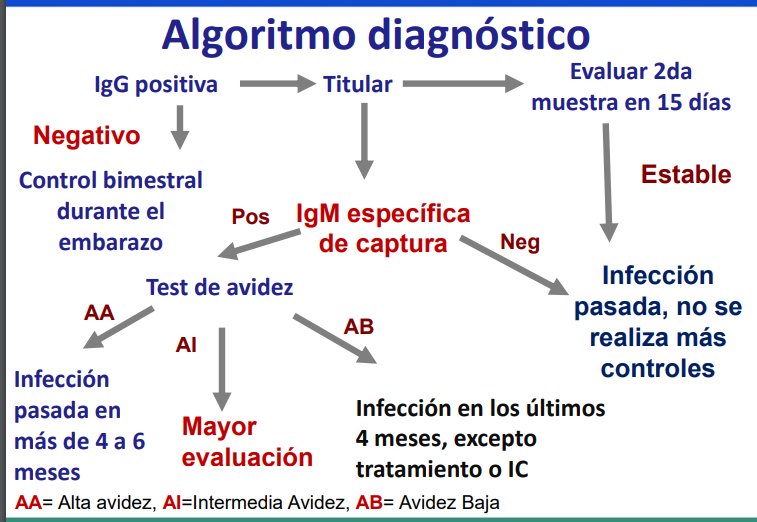 Algoritmo diagnóstico
IgG positiva
Titular
Evaluar 2da
muestra en 15 días
Negativo
Control bimestral
durante el
embarazo
Estable
Pos
IgM específica
de captura
Neg
Infección
pasada, no se
realiza más
controles
Test de avidez
AA
AI
AB
Infección
pasada en
más de 4 a 6
meses
Mayor
evaluación
Infección en los últimos
4 meses, excepto
tratamiento o IC
AA= Alta avidez, AI=Intermedia Avidez, AB= Avidez Baja